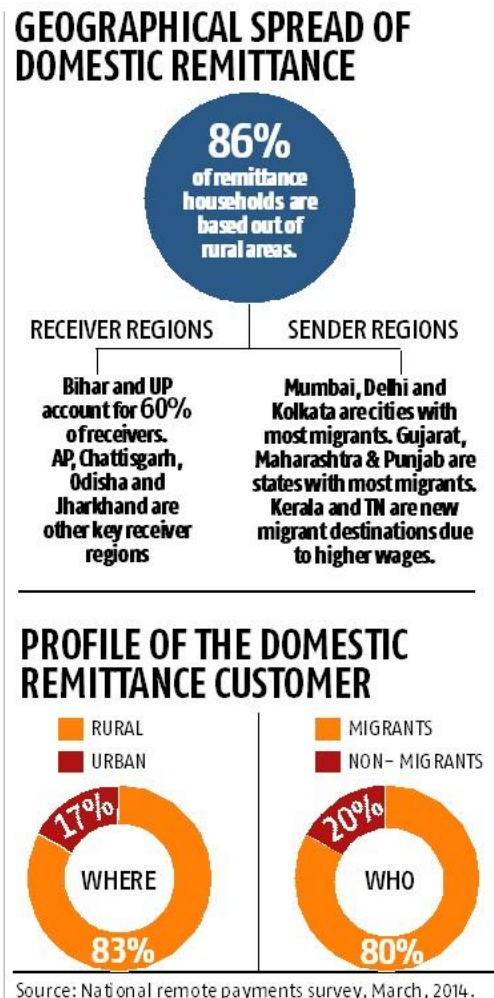 GEOGRAPHICAL SPREAD OF
DOMESTIC REMITTANCE
86%
of remittance
households are
based out of
rural areas.
RECEIVER REGIONS
Bihar and UP
account for 60%
of receivers.
AP, Chattisgarh,
Odisha and
Jharkhand are
other key receiver
regions
SENDER REGIONS
Mumbai, Delhi and
Kolkata are cities with
most migrants. Gujarat,
Maharashtra & Punjab are
states with most migrants.
Kerala and TN are new
migrant destinations due
to higher wages.
PROFILE OF THE DOMESTIC
REMITTANCE CUSTOMER
RURAL
URBAN
17%
WHERE
83%
MIGRANTS
NON- MIGRANTS
20%
WHO
80%
Source: National remote payments survey, March, 2014.